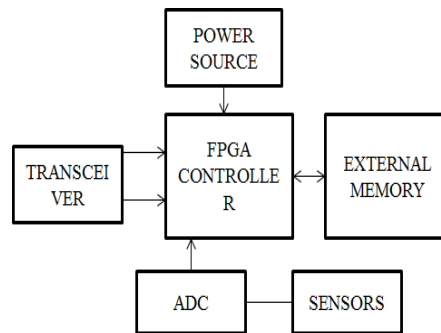 POWER
SOURCE
FPGA
CONTROLLE
R
TRANSCEI
VER
EXTERNAL
MEMORY
ADC
SENSORS